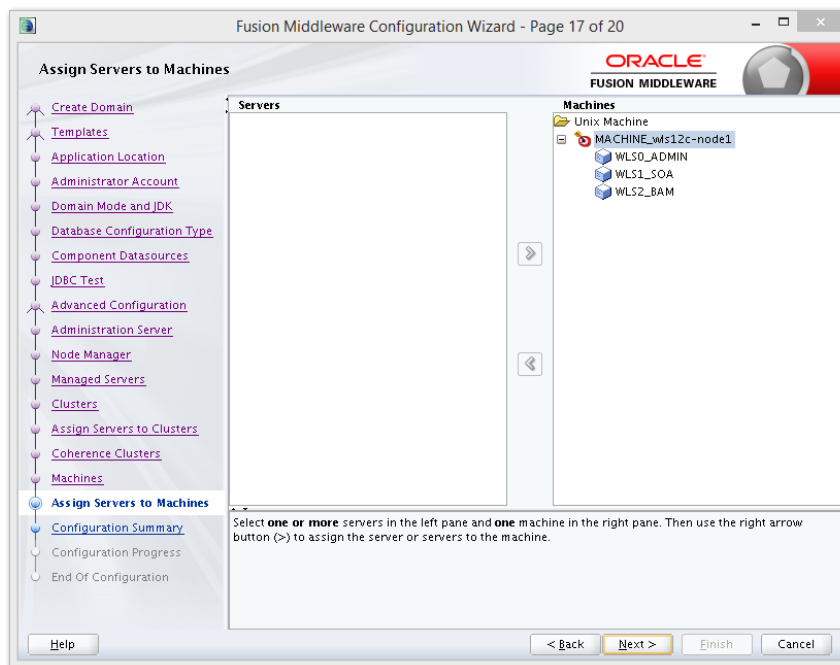 Fusion Middleware Configuration Wizard - Page 17 of 20
Assign Servers to Machines
ORACLE
FUSION MIDDLEWARE
Create Domain
Templates
Application Location
Administrator Account
Domain Mode and JDK
Database Configuration Type
Component Datasources
JDBC Test
Advanced Configuration
Administration Server
Node Manager
Managed Servers
Clusters
Assign Servers to Clusters
Coherence Clusters
Machines
Assign Servers to Machines
Configuration Summary
Configuration Progress
End Of Configuration
Servers
Machines
Unix Machine
MACHINE_wls12c-node1
WLS0_ADMIN
WLS1_SOA
WLS2_BAM
Select one or more servers in the left pane and one machine in the right pane. Then use the right arrow
button (>) to assign the server or servers to the machine.
Help
< Back
Next >
Finish
Cancel